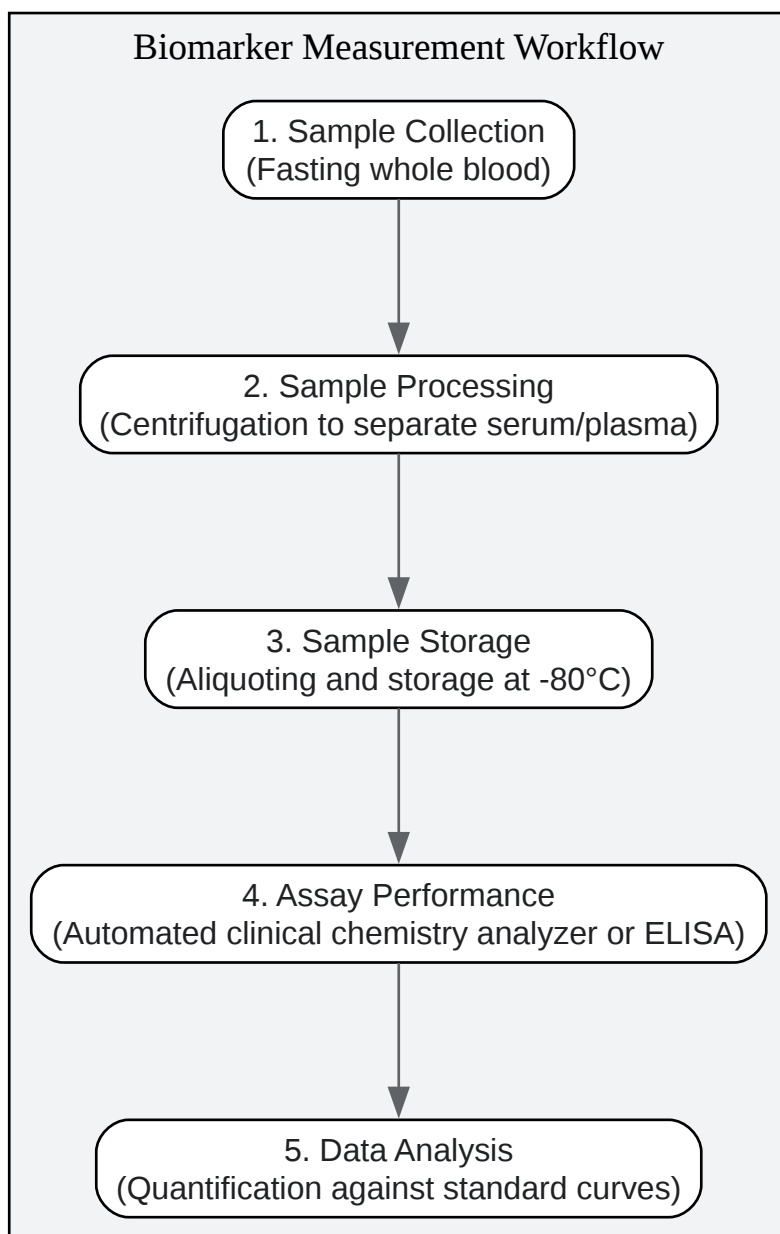 Biomarker Measurement Workflow
1. Sample Collection
(Fasting whole blood)
2. Sample Processing
(Centrifugation to separate serum/plasma)
3. Sample Storage
(Aliquoting and storage at -80°C)
4. Assay Performance
(Automated clinical chemistry analyzer or ELISA)
5. Data Analysis
(Quantification against standard curves)